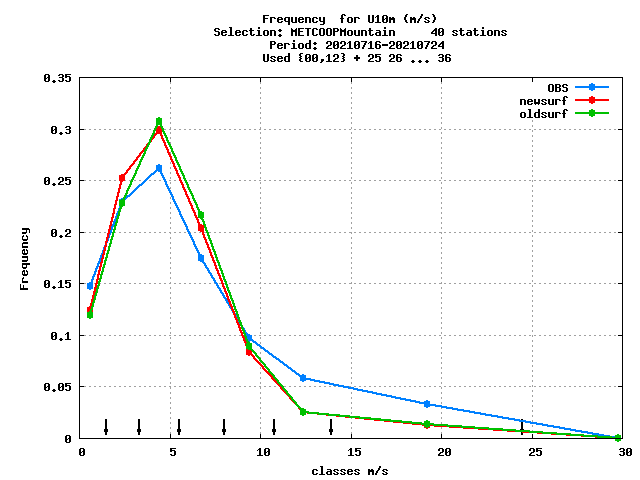 Frequency  for U10m (m/s)
Selection: METCOOPMountain     40 stations
Period: 20210716-20210724
Used {00,12} + 25 26 ... 36
OBS
newsurf
oldsurf
Frequency
0.35
0.3
0.25
0.2
0.15
0.1
0.05
0
0 5 10 15 20 25 30
classes m/s